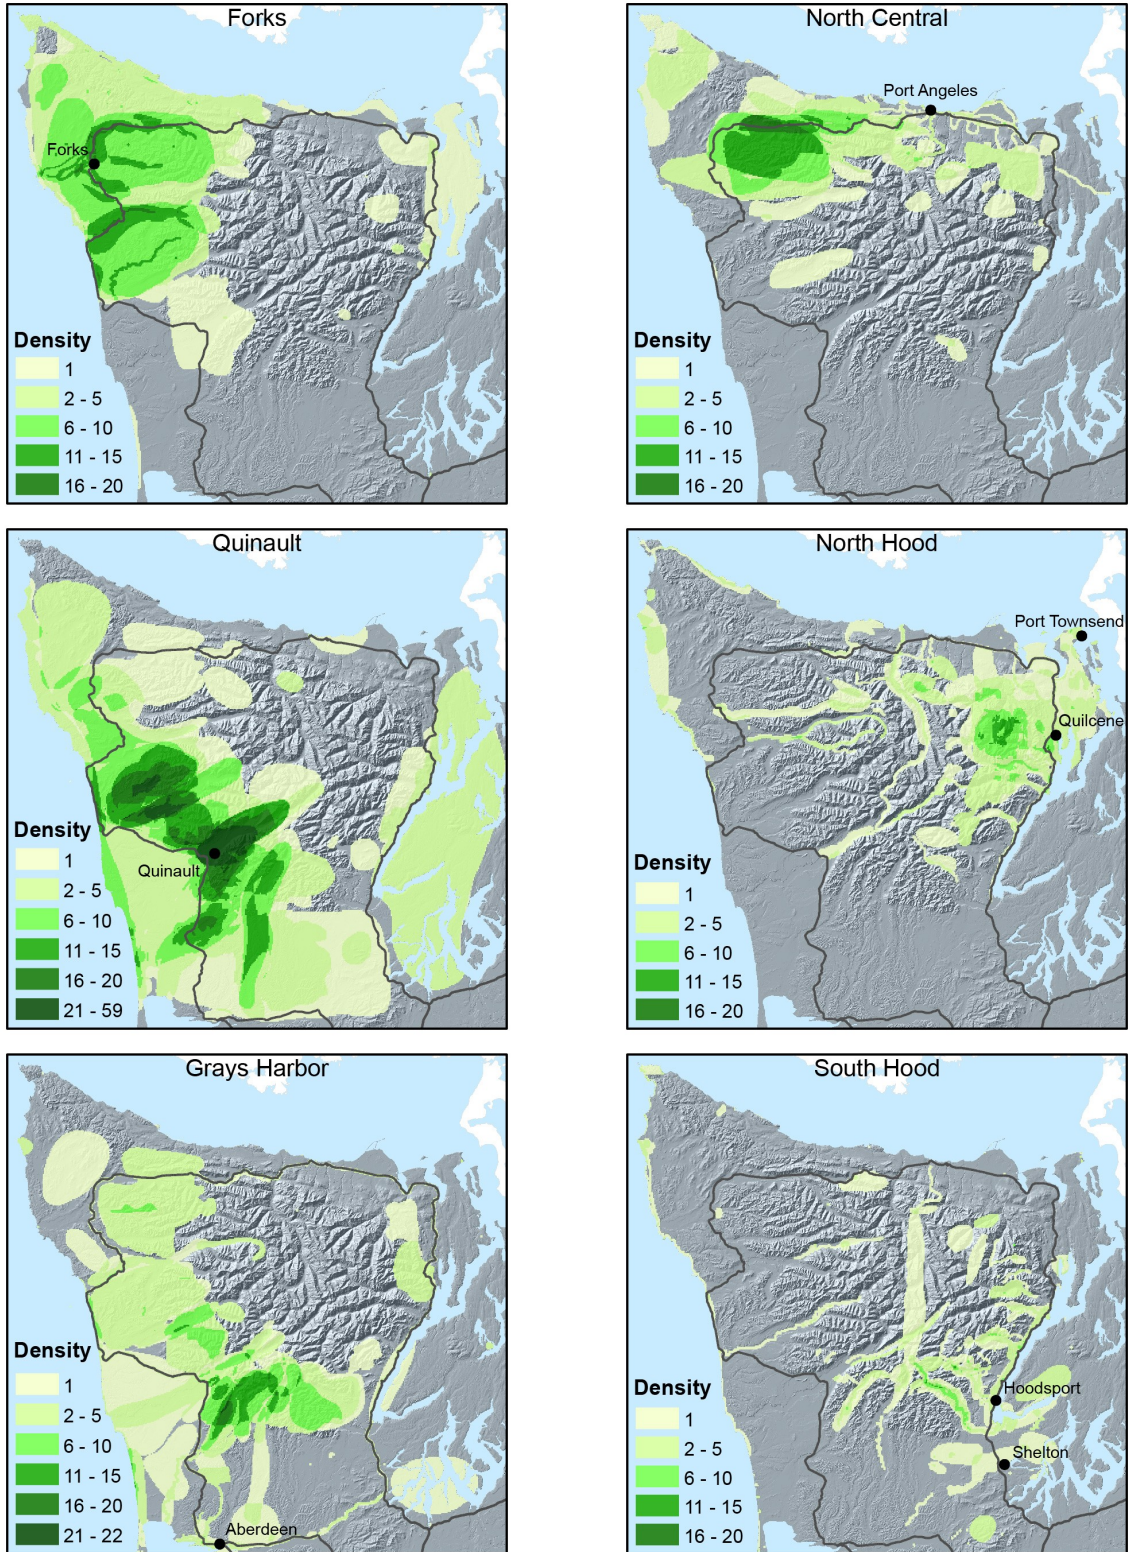 Forks
Forks
Density
1
2 - 5
6 - 10
11 - 15
16 - 20
North Central
Port Angeles
Density
1
2 - 5
6 - 10
11 - 15
16 - 20
Quinault
Quinault
Density
1
2 - 5
6 - 10
11 - 15
16 - 20
21 - 59
North Hood
Port Townsend
Quilcene
Density
1
2 - 5
6 - 10
11 - 15
16 - 20
Grays Harbor
Density
1
2 - 5
6 - 10
11 - 15
16 - 20
21 - 22
Aberdeen
South Hood
Hoodsport
Shelton
Density
1
2 - 5
6 - 10
11 - 15
16 - 20